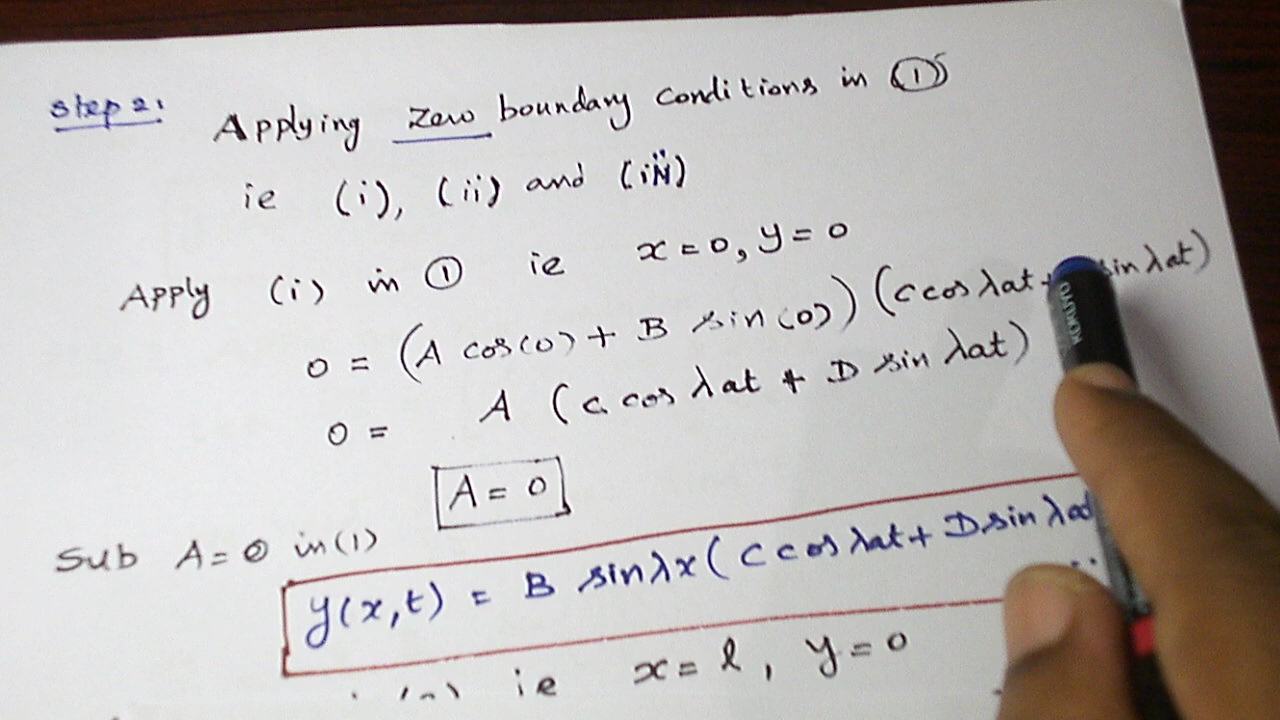 Step 2:
Applying zero boundary conditions in ①
ie (i), (ii) and (iii)
Apply (i) in ① ie x=0, y=0
0 = (A cos(0) + B sin(0)) (C cos λat + sin λat)
0 = A (C cos λat + D sin λat)
A = 0
Sub A=0 in (1)
y(x,t) = B sin λx (C cos λat + D sin λat
ie x=l, y=0